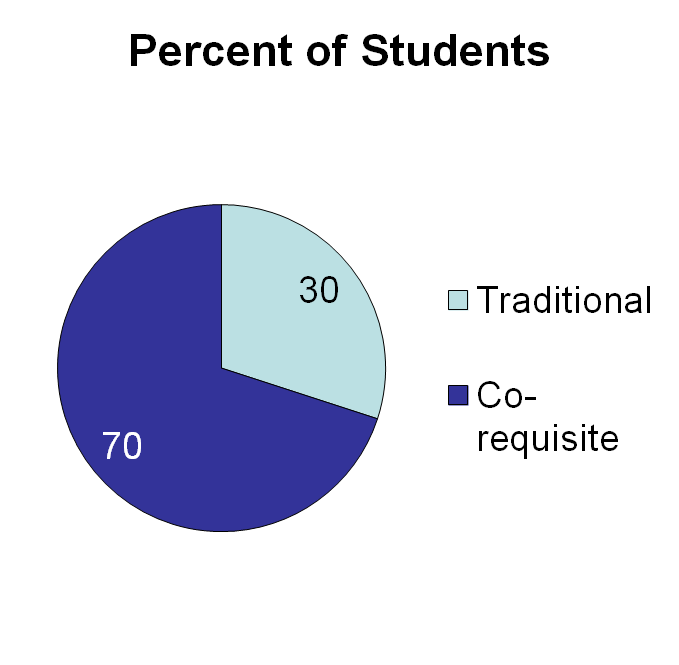 Percent of Students
30
Traditional
Co-
requisite
70